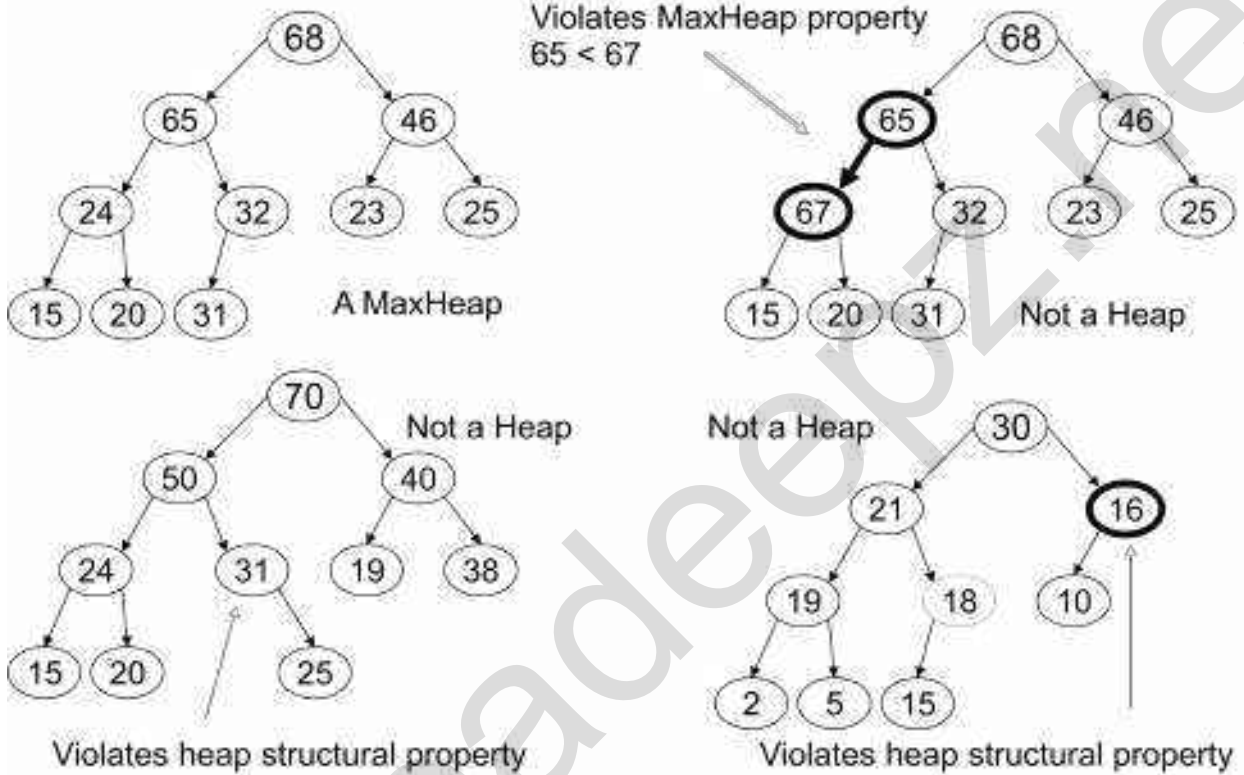 68
65 46
24 32 23 25
15 20 31
A MaxHeap
Violates MaxHeap property
65 < 67
68
65 46
67 32 23 25
15 20 31
Not a Heap
70
Not a Heap
50 40
24 31 19 38
15 20 25
Violates heap structural property
Not a Heap
30
21 16
19 18 10
2 5 15
Violates heap structural property